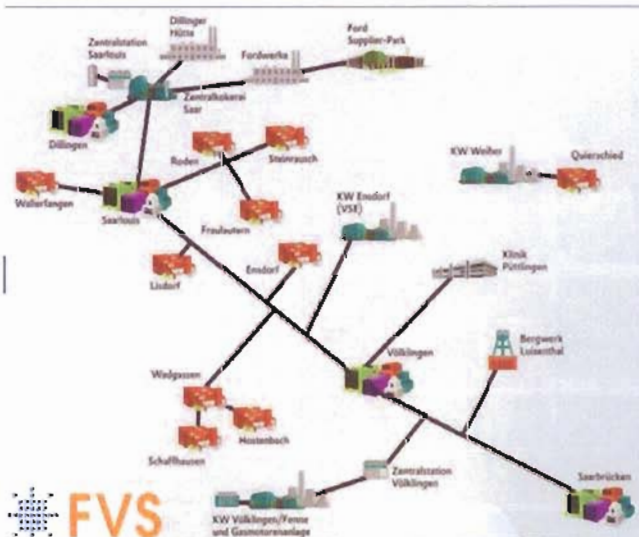 Dillinger
Hütte
Zentralstation
Saarlouis
Fordwerke
Ford
Supplier-Park
Zentralkokerei
Saar
Dillingen
Roden
Steinrausch
KW Weiher
Quierschied
Wallerfangen
Saarlouis
Fraulautern
KW Ensdorf
(VSE)
Ensdorf
Lisdorf
Klinik
Püttlingen
Völklingen
Bergwerk
Luisenthal
Wadgassen
Hostenbach
Schaffhausen
Zentralstation
Völklingen
Saarbrücken
KW Völklingen/Fenne
und Gasmotorenanlage
FVS